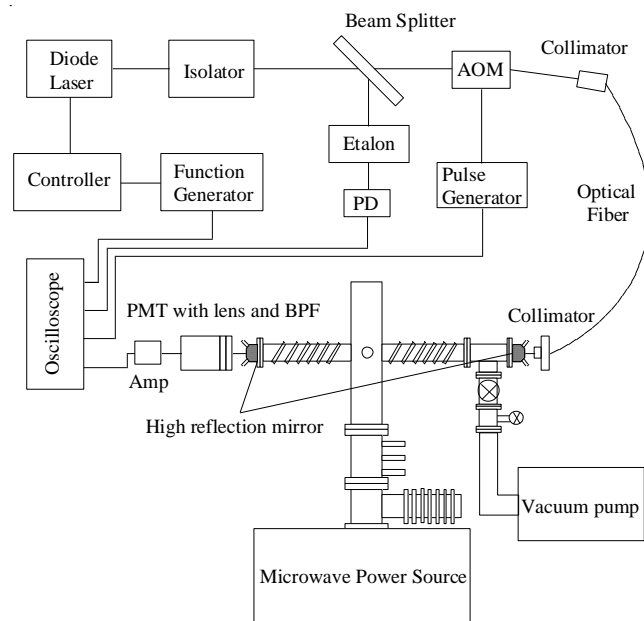 Beam Splitter
Collimator
Diode
Laser
Isolator
AOM
Etalon
Controller
Function
Generator
PD
Pulse
Generator
Optical
Fiber
Oscilloscope
PMT with lens and BPF
Collimator
Amp
High reflection mirror
Vacuum pump
Microwave Power Source